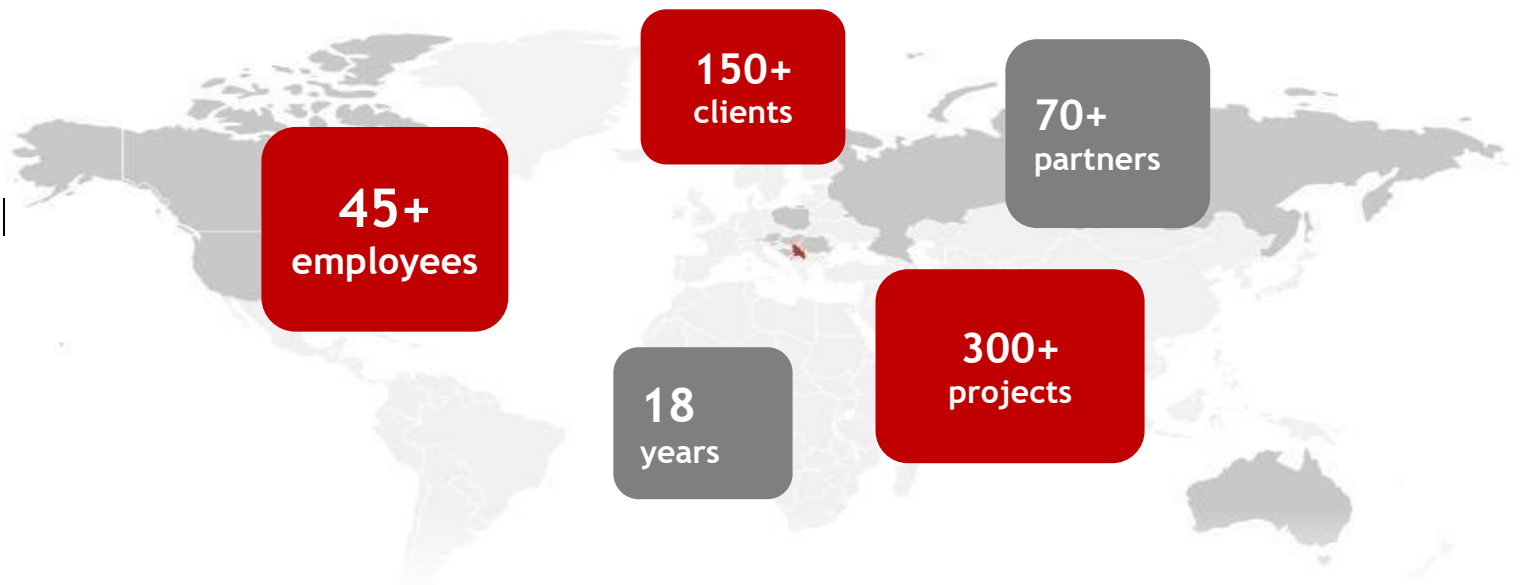 150+
clients
70+
partners
45+
employees
300+
projects
18
years